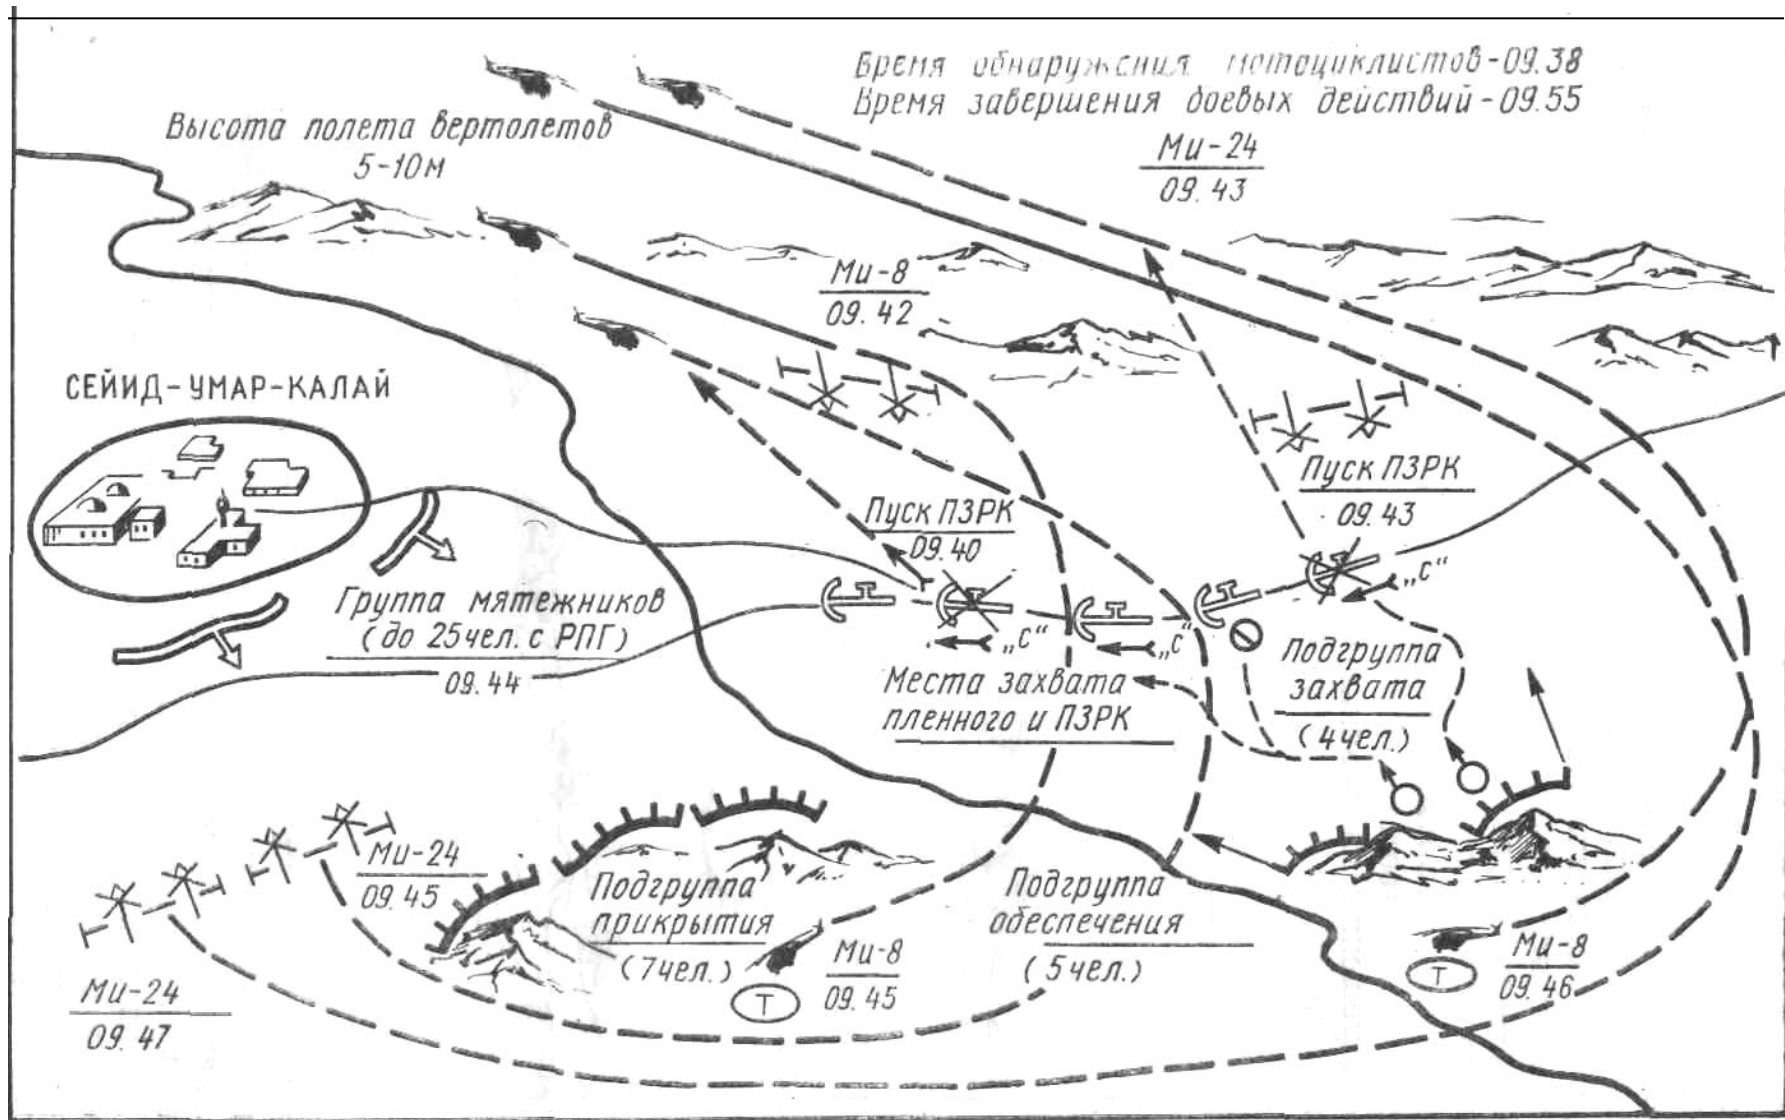 Время обнаружения мотоциклистов-09.38
Время завершения боевых действий-09.55
Высота полета вертолетов
5-10м
Ми-24
09.43
Ми-8
09.42
СЕЙИД-УМАР-КАЛАЙ
Пуск ПЗРК
09.43
Пуск ПЗРК
09.40
„с“
Группа мятежников
(до 25чел. с РПГ)
09.44
„с“
„с“
Места захвата
пленного и ПЗРК
Подгруппа
захвата
(4чел.)
Ми-24
09.45
Подгруппа
прикрытия
(7чел.)
Подгруппа
обеспечения
(5чел.)
Ми-8
09.45
Т
Ми-8
09.46
Т
Ми-24
09.47